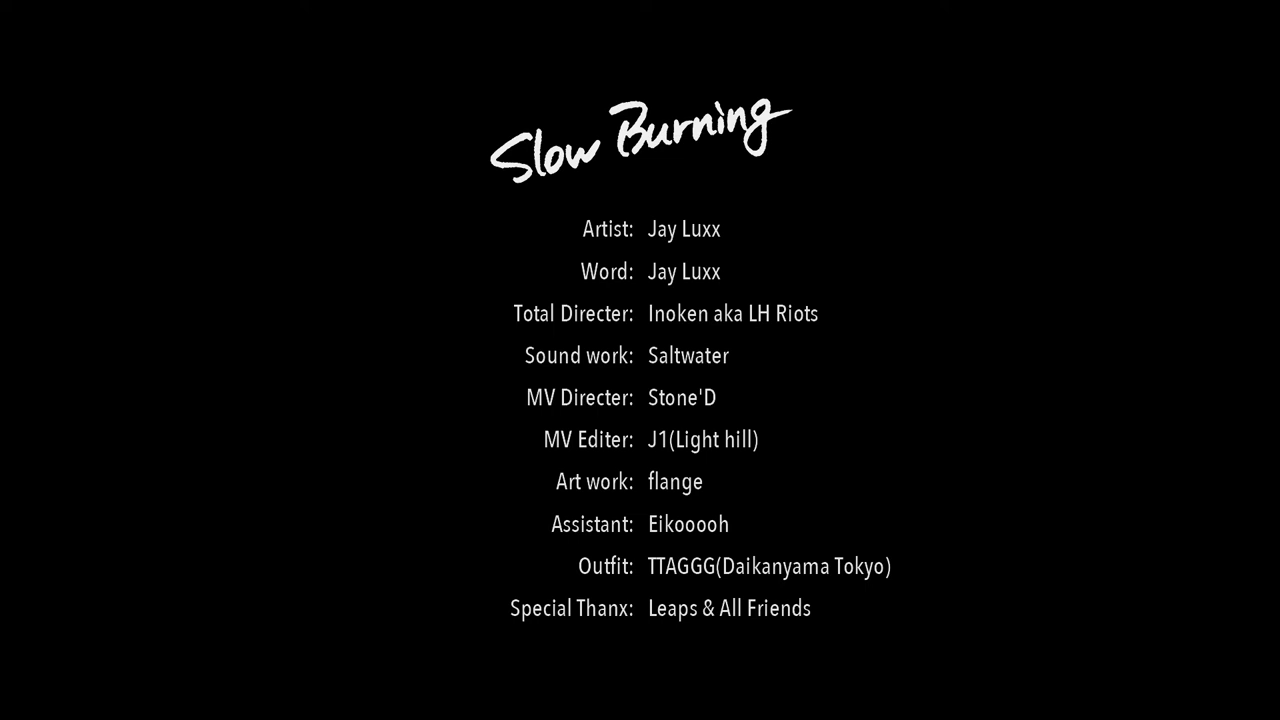 Slow Burning
Artist: Jay Luxx
Word: Jay Luxx
Total Directer: Inoken aka LH Riots
Sound work: Saltwater
MV Directer: Stone'D
MV Editer: J1(Light hill)
Art work: flange
Assistant: Eikooooh
Outfit: TTAGGG(Daikanyama Tokyo)
Special Thanx: Leaps & All Friends